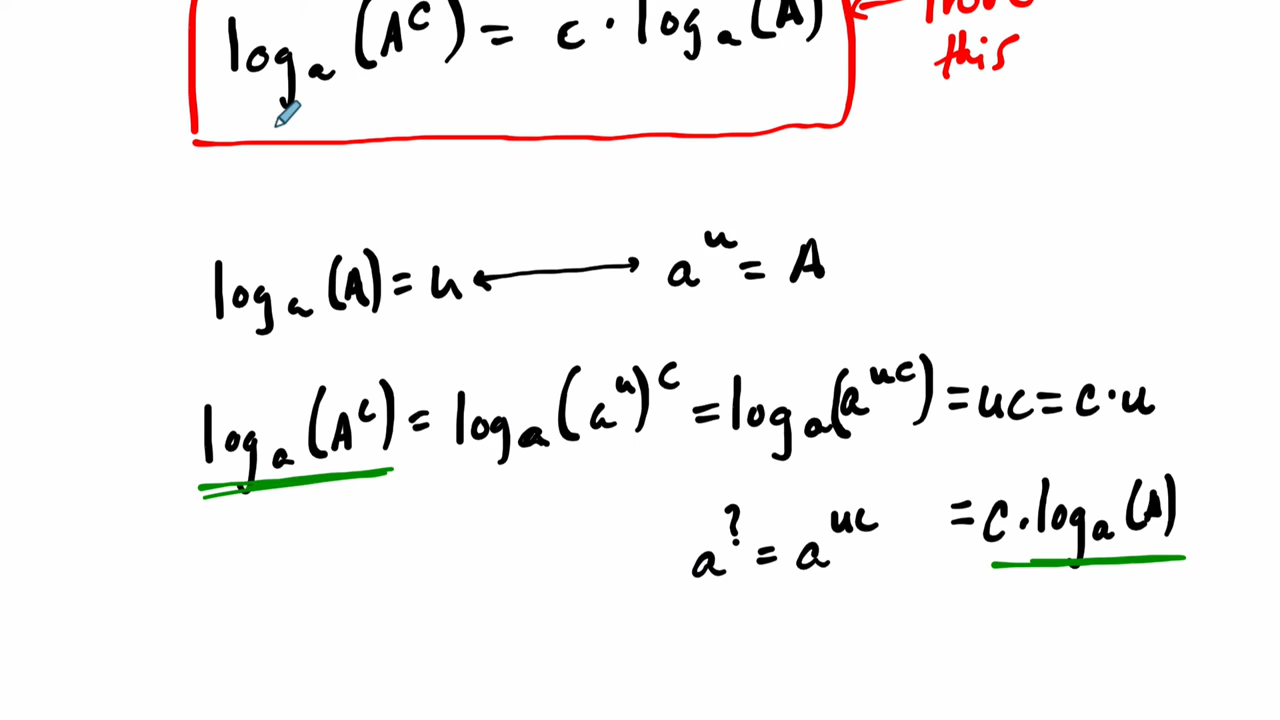 logₐ(A^c) = c · logₐ(A)
this
logₐ(A) = u ⟷ a^u = A
logₐ(A^c) = logₐ(a^u)^c = logₐ(a^{uc}) = uc = c·u
= c · logₐ(A)
a^? = a^{uc}